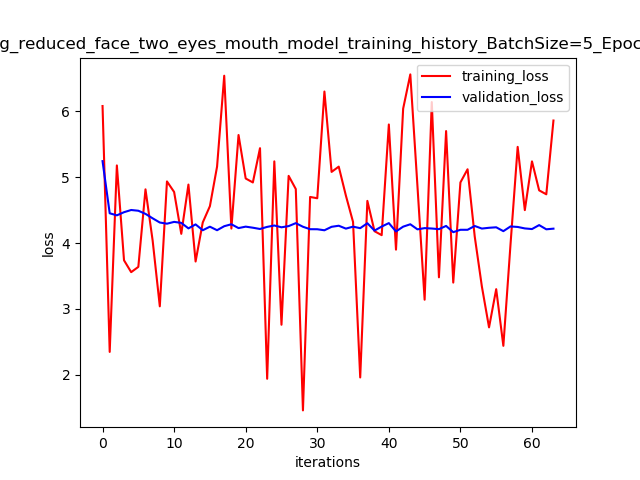 g_reduced_face_two_eyes_mouth_model_training_history_BatchSize=5_Epoc
training_loss
validation_loss
loss
6
5
4
3
2
0 10 20 30 40 50 60
iterations